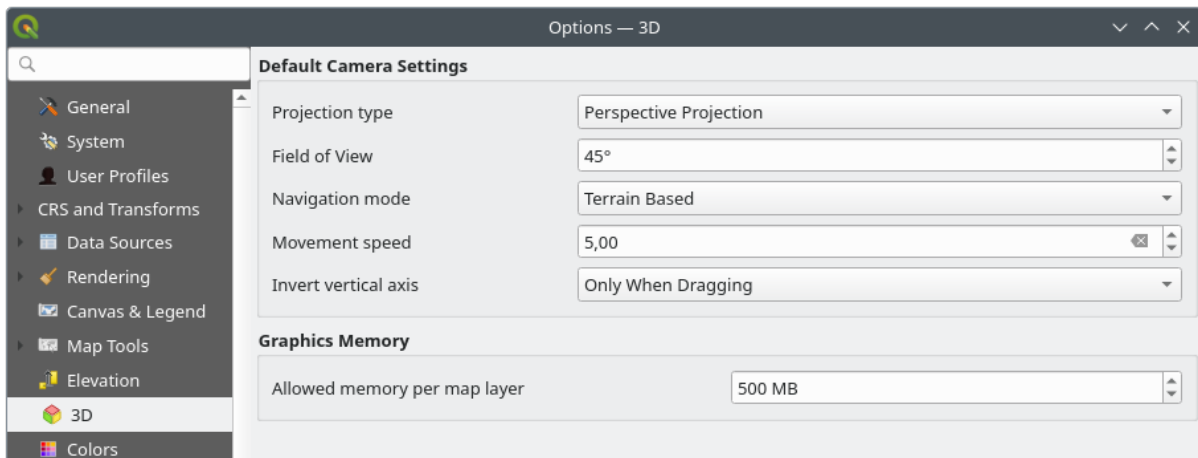 Options — 3D
General
System
User Profiles
CRS and Transforms
Data Sources
Rendering
Canvas & Legend
Map Tools
Elevation
3D
Colors
Default Camera Settings
Projection type Perspective Projection
Field of View 45°
Navigation mode Terrain Based
Movement speed 5,00
Invert vertical axis Only When Dragging
Graphics Memory
Allowed memory per map layer 500 MB